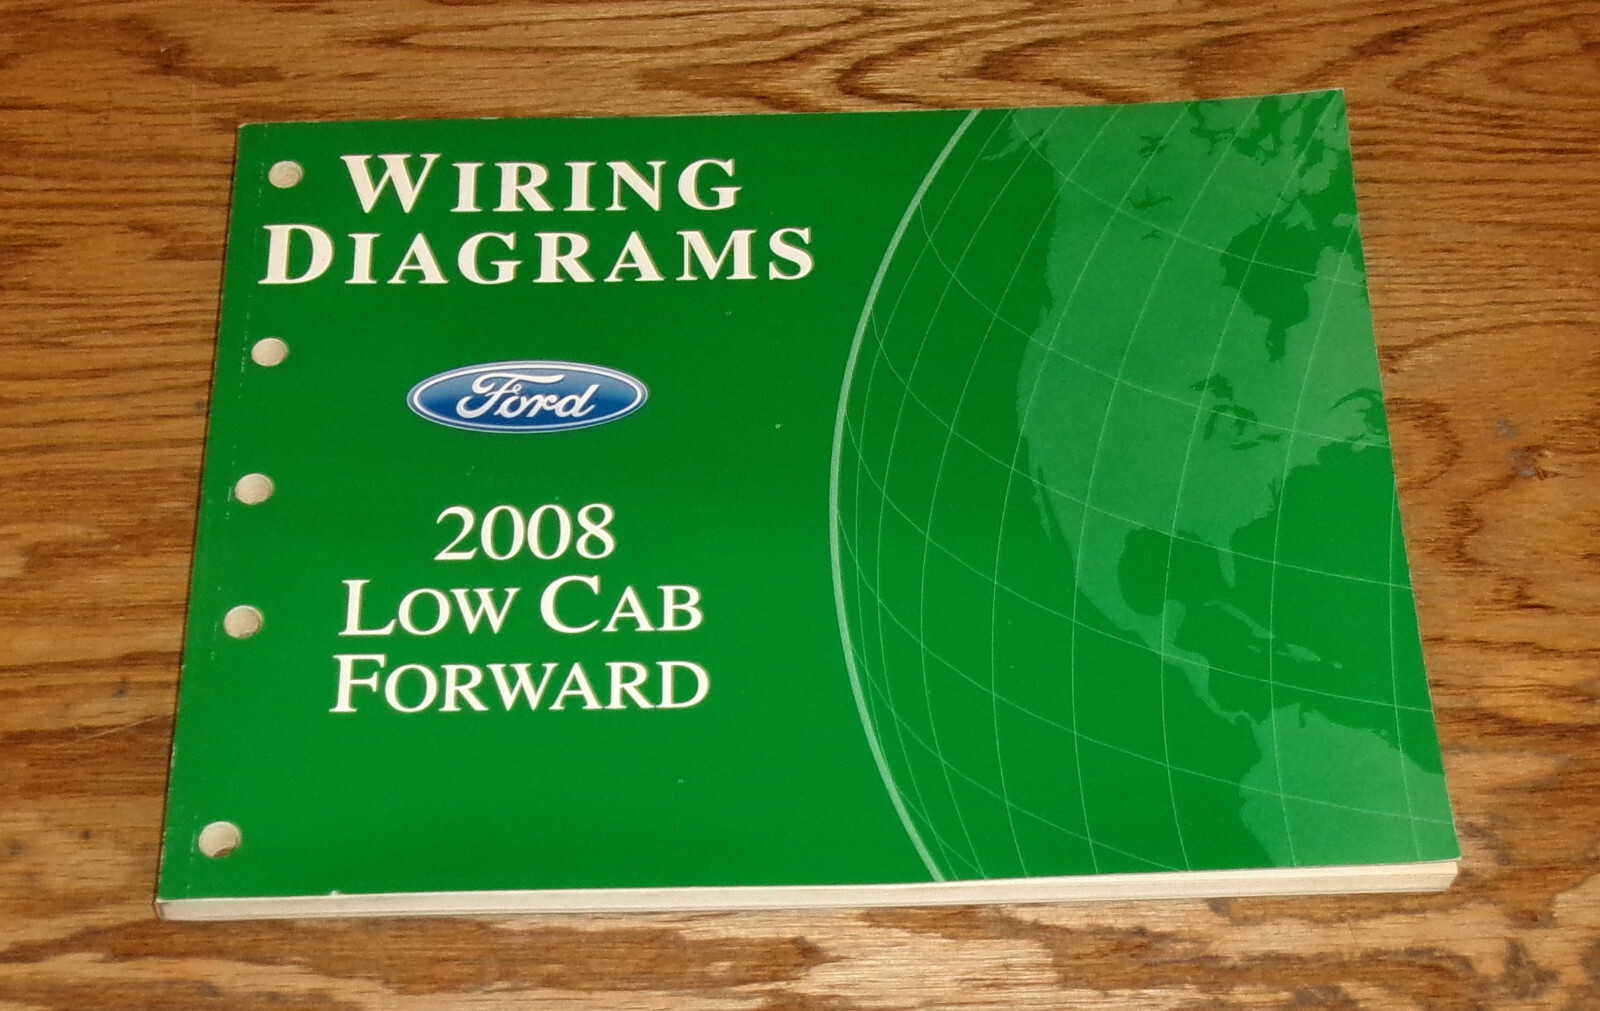 WIRING
DIAGRAMS
Ford
2008
LOW CAB
FORWARD